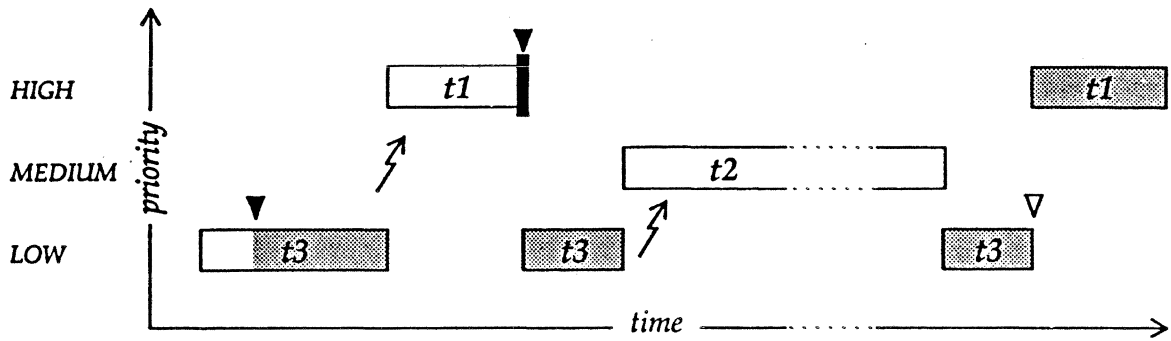 HIGH t1 t1
priority
MEDIUM t2
LOW t3 t3 t3
time